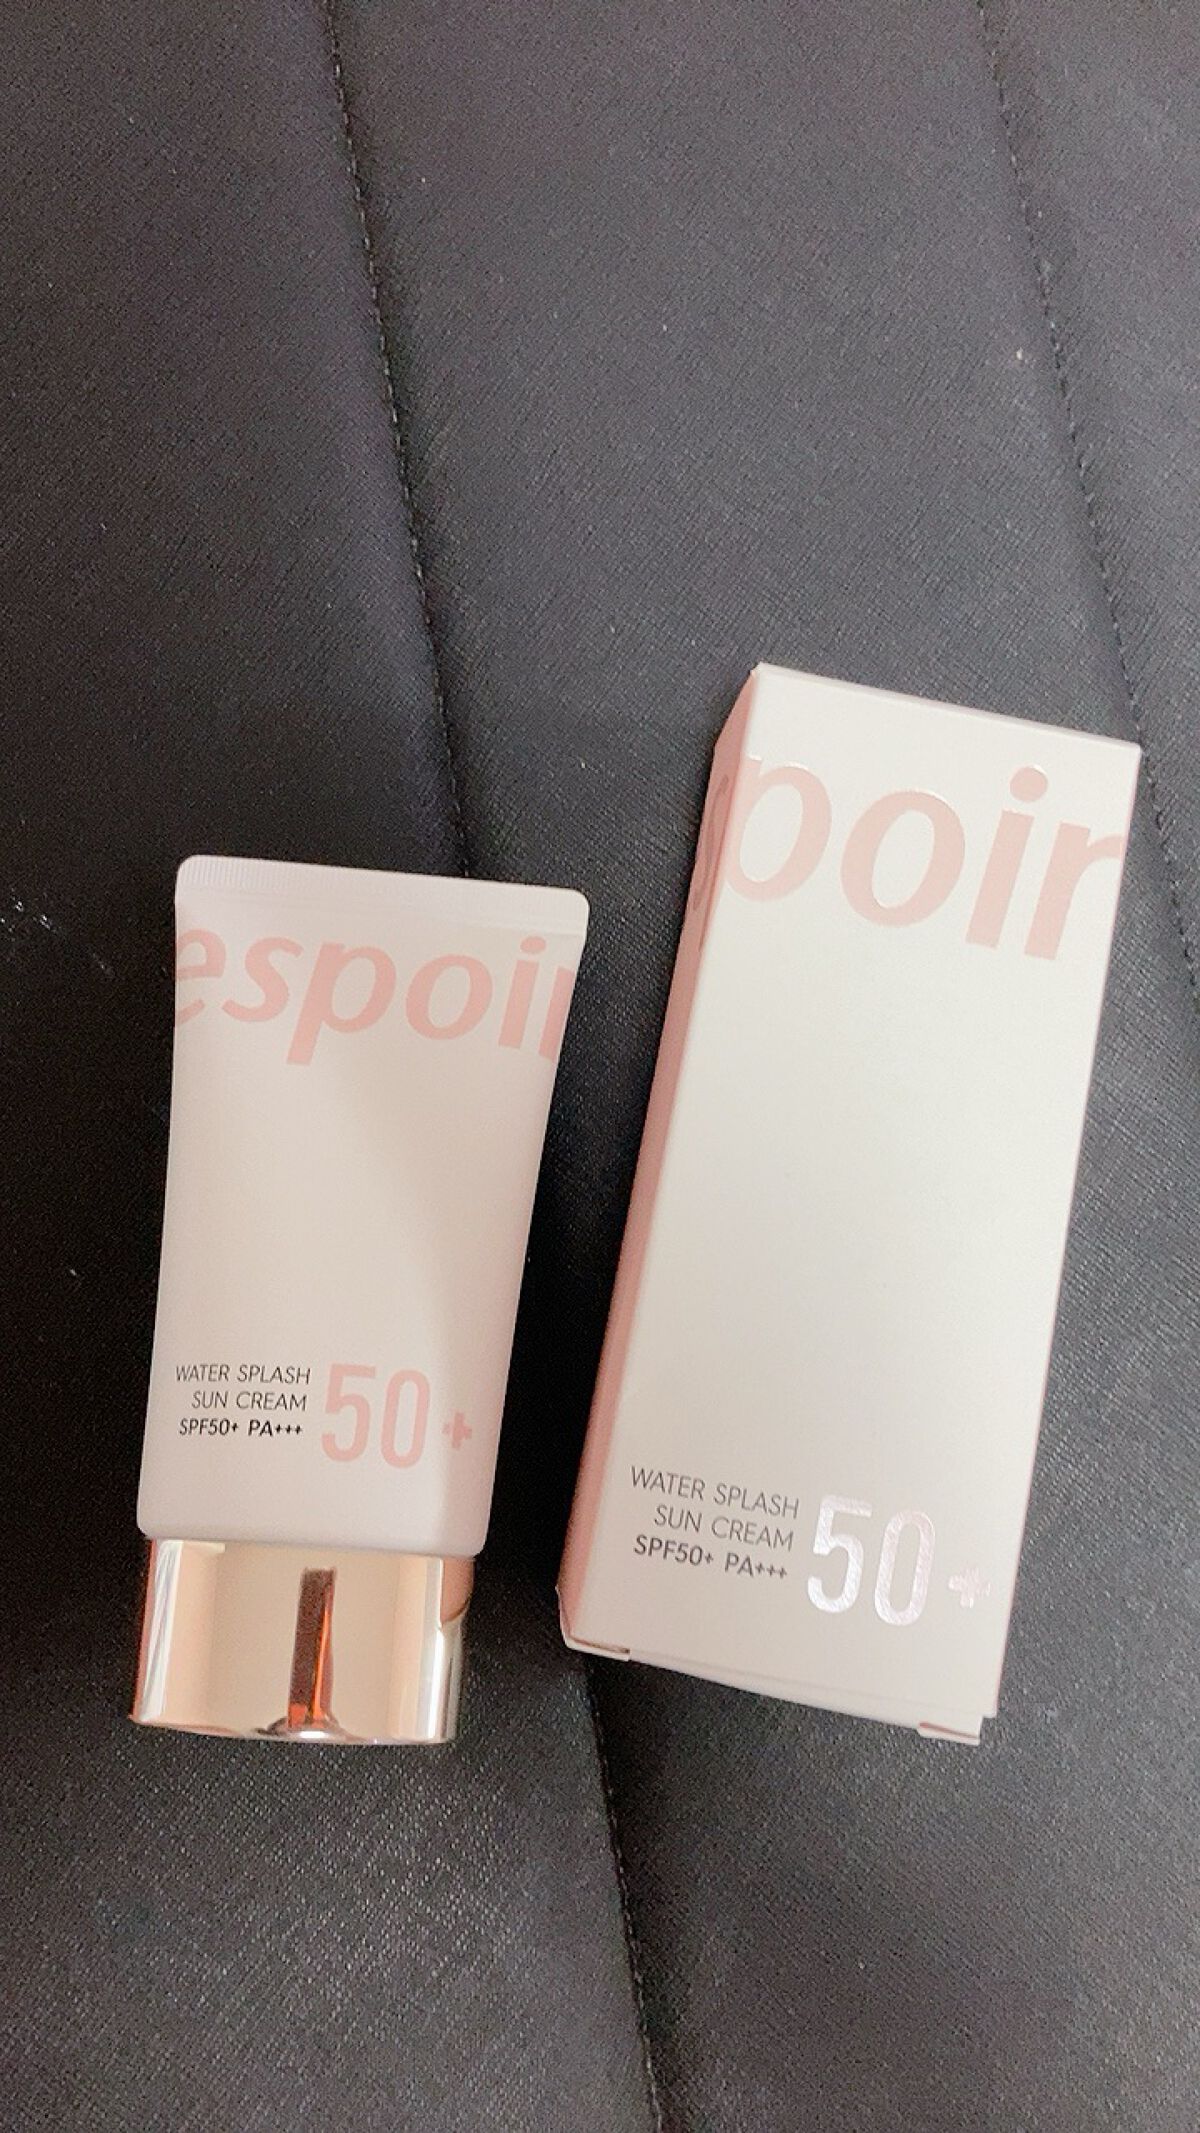 espoir
WATER SPLASH
SUN CREAM
SPF50+ PA+++
50+
poir
WATER SPLASH
SUN CREAM
SPF50+ PA+++
50+